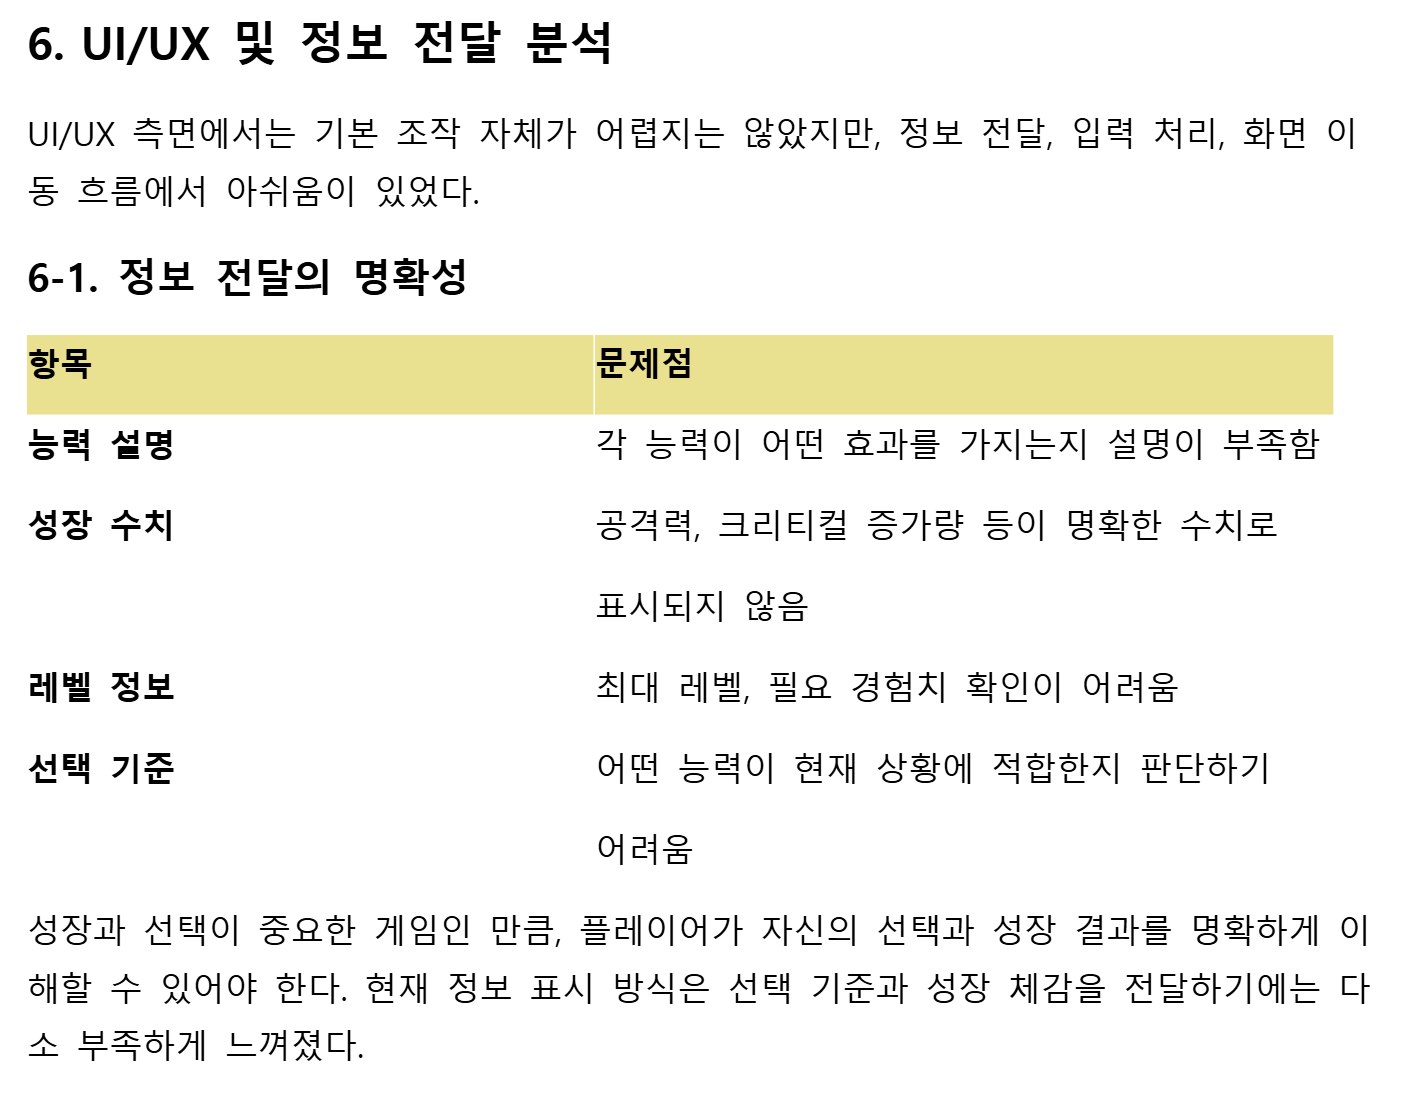 6. UI/UX 및 정보 전달 분석
UI/UX 측면에서는 기본 조작 자체가 어렵지는 않았지만, 정보 전달, 입력 처리, 화면 이
동 흐름에서 아쉬움이 있었다.
6-1. 정보 전달의 명확성
항목 문제점
능력 설명 각 능력이 어떤 효과를 가지는지 설명이 부족함
성장 수치 공격력, 크리티컬 증가량 등이 명확한 수치로
표시되지 않음
레벨 정보 최대 레벨, 필요 경험치 확인이 어려움
선택 기준 어떤 능력이 현재 상황에 적합한지 판단하기
어려움
성장과 선택이 중요한 게임인 만큼, 플레이어가 자신의 선택과 성장 결과를 명확하게 이
해할 수 있어야 한다. 현재 정보 표시 방식은 선택 기준과 성장 체감을 전달하기에는 다
소 부족하게 느껴졌다.